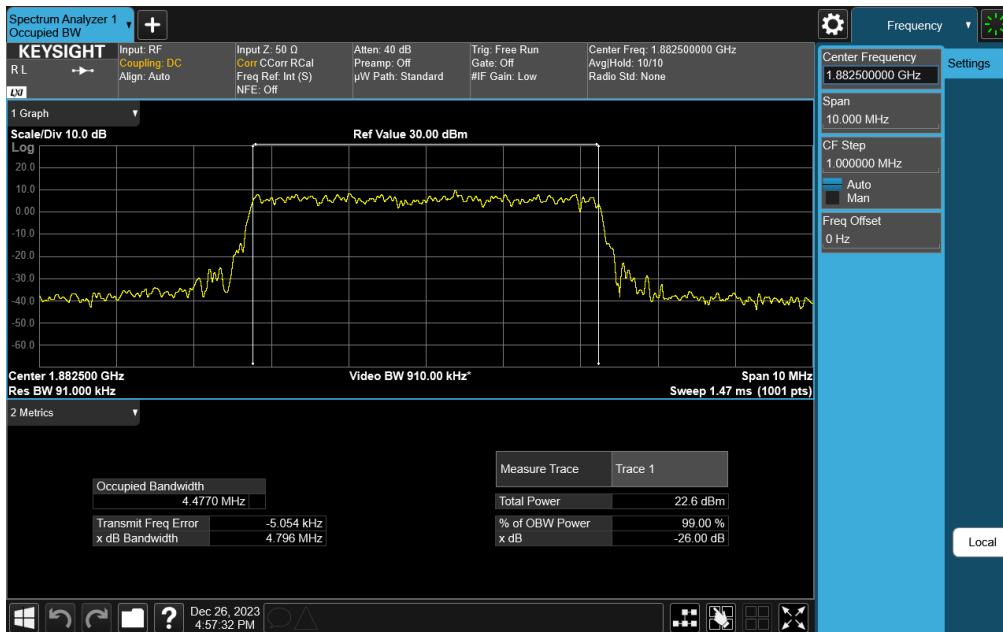 Spectrum Analyzer 1
Occupied BW
Frequency
KEYSIGHT
R L
LXI
Input: RF
Coupling: DC
Align: Auto
Input Z: 50 Ω
Corr CCorr RCal
Freq Ref: Int (S)
NFE: Off
Atten: 40 dB
Preamp: Off
µW Path: Standard
Trig: Free Run
Gate: Off
#IF Gain: Low
Center Freq: 1.882500000 GHz
Avg|Hold: 10/10
Radio Std: None
Center Frequency
1.882500000 GHz
Settings
Span
10.000 MHz
CF Step
1.000000 MHz
Auto
Man
Freq Offset
0 Hz
Local
1 Graph
Scale/Div 10.0 dB
Ref Value 30.00 dBm
Log
20.0
10.0
0.00
-10.0
-20.0
-30.0
-40.0
-50.0
-60.0
Center 1.882500 GHz
Video BW 910.00 kHz*
Span 10 MHz
Res BW 91.000 kHz
Sweep 1.47 ms (1001 pts)
2 Metrics
Measure Trace Trace 1
Occupied Bandwidth
4.4770 MHz
Total Power 22.6 dBm
Transmit Freq Error -5.054 kHz
% of OBW Power 99.00 %
x dB Bandwidth 4.796 MHz
x dB -26.00 dB
?
Dec 26, 2023
4:57:32 PM